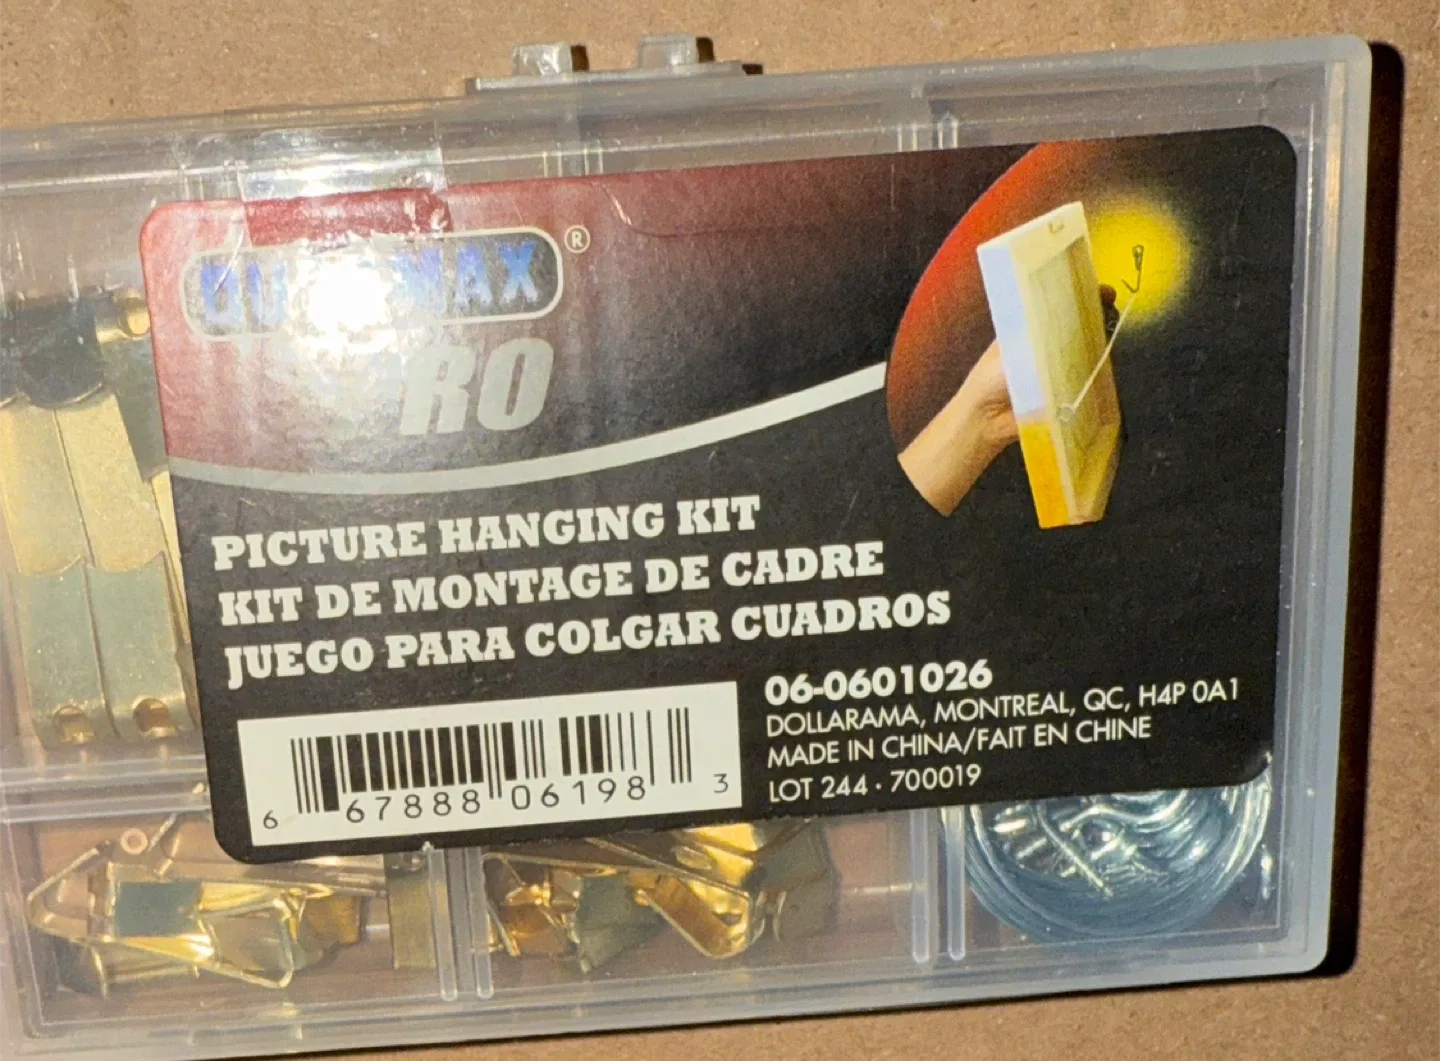 ®
PICTURE HANGING KIT
KIT DE MONTAGE DE CADRE
JUEGO PARA COLGAR CUADROS
06-0601026
DOLLARAMA, MONTREAL, QC, H4P 0A1
MADE IN CHINA/FAIT EN CHINE
LOT 244 · 700019
6 67888 06198 3